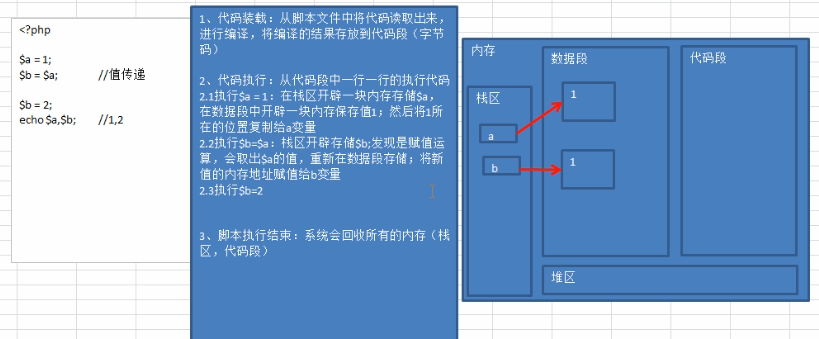 <?php
$a = 1;
$b = $a; //值传递
$b = 2;
echo $a,$b; //1,2
1、代码装载：从脚本文件中将代码读取出来，
进行编译，将编译的结果存放到代码段（字节
码）
2、代码执行：从代码段中一行一行的执行代码
2.1执行$a = 1：在栈区开辟一块内存存储$a，
在数据段中开辟一块内存保存值1；然后将1所
在的位置复制给a变量
2.2执行$b=$a：栈区开辟存储$b;发现是赋值运
算，会取出$a的值，重新在数据段存储；将新
值的内存地址赋值给b变量
2.3执行$b=2
3、脚本执行结束：系统会回收所有的内存（栈
区，代码段）
内存
栈区
a
b
数据段
1
1
代码段
堆区